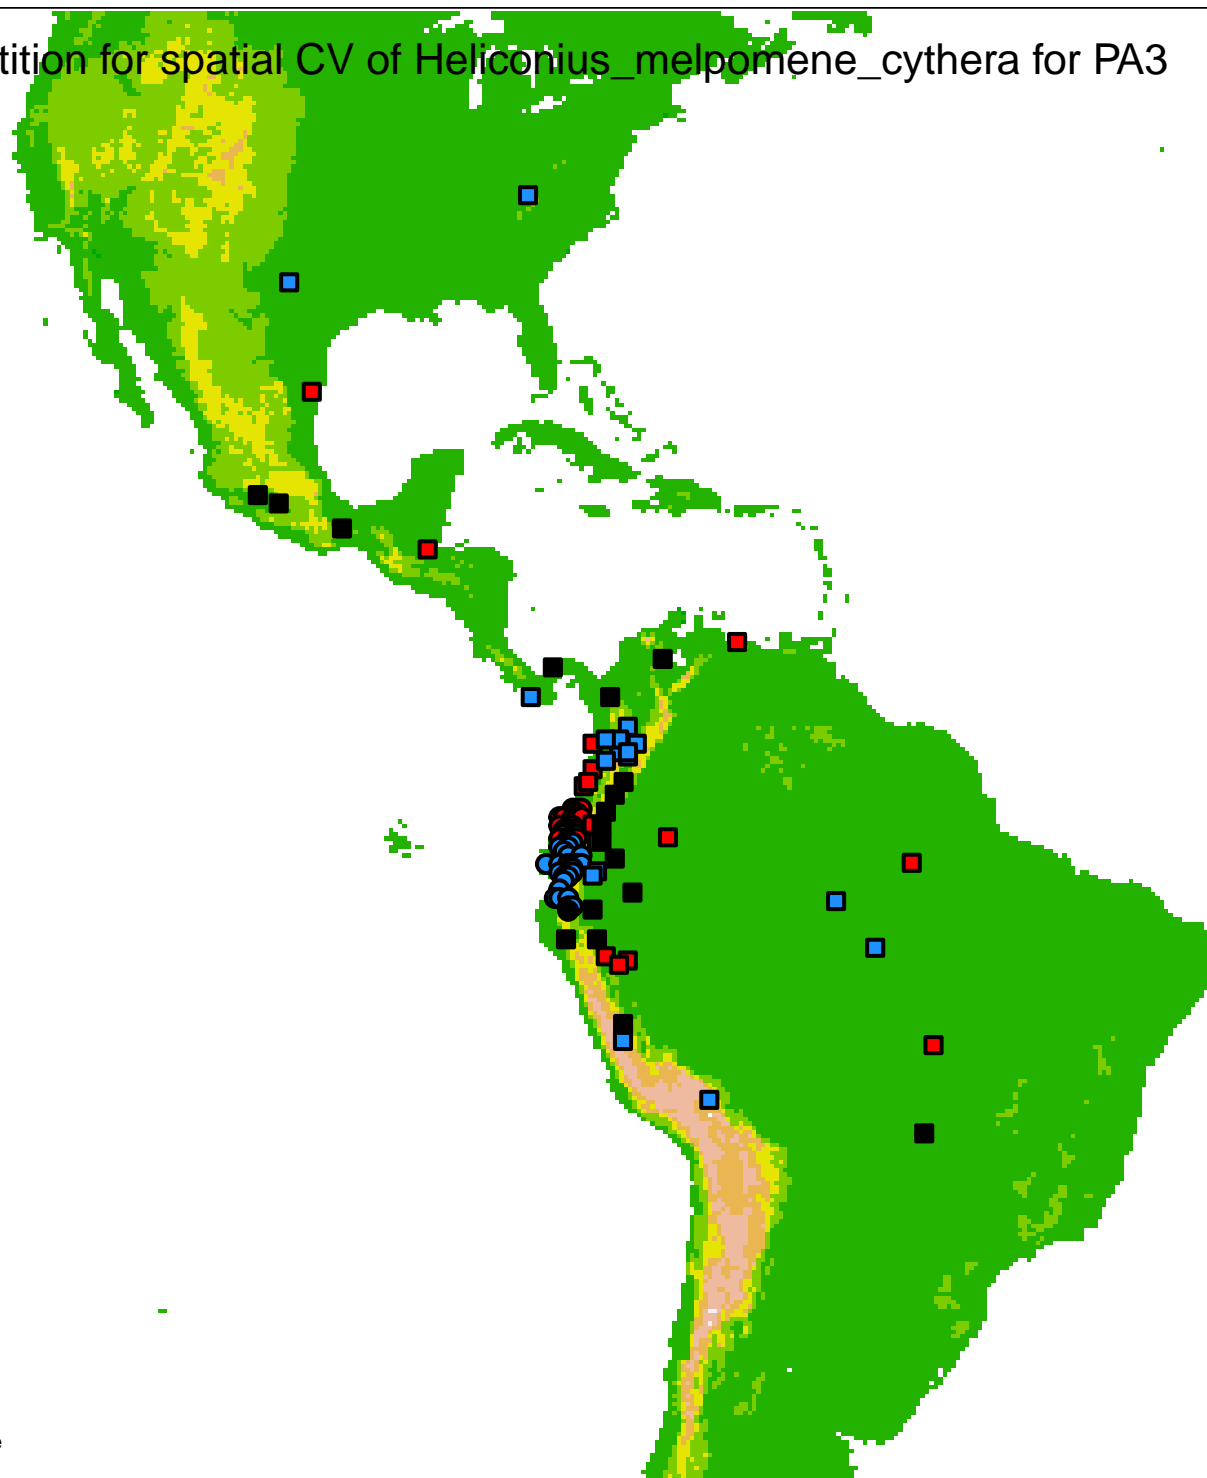 tition for spatial CV of Heliconius_melpomene_cythera for PA3